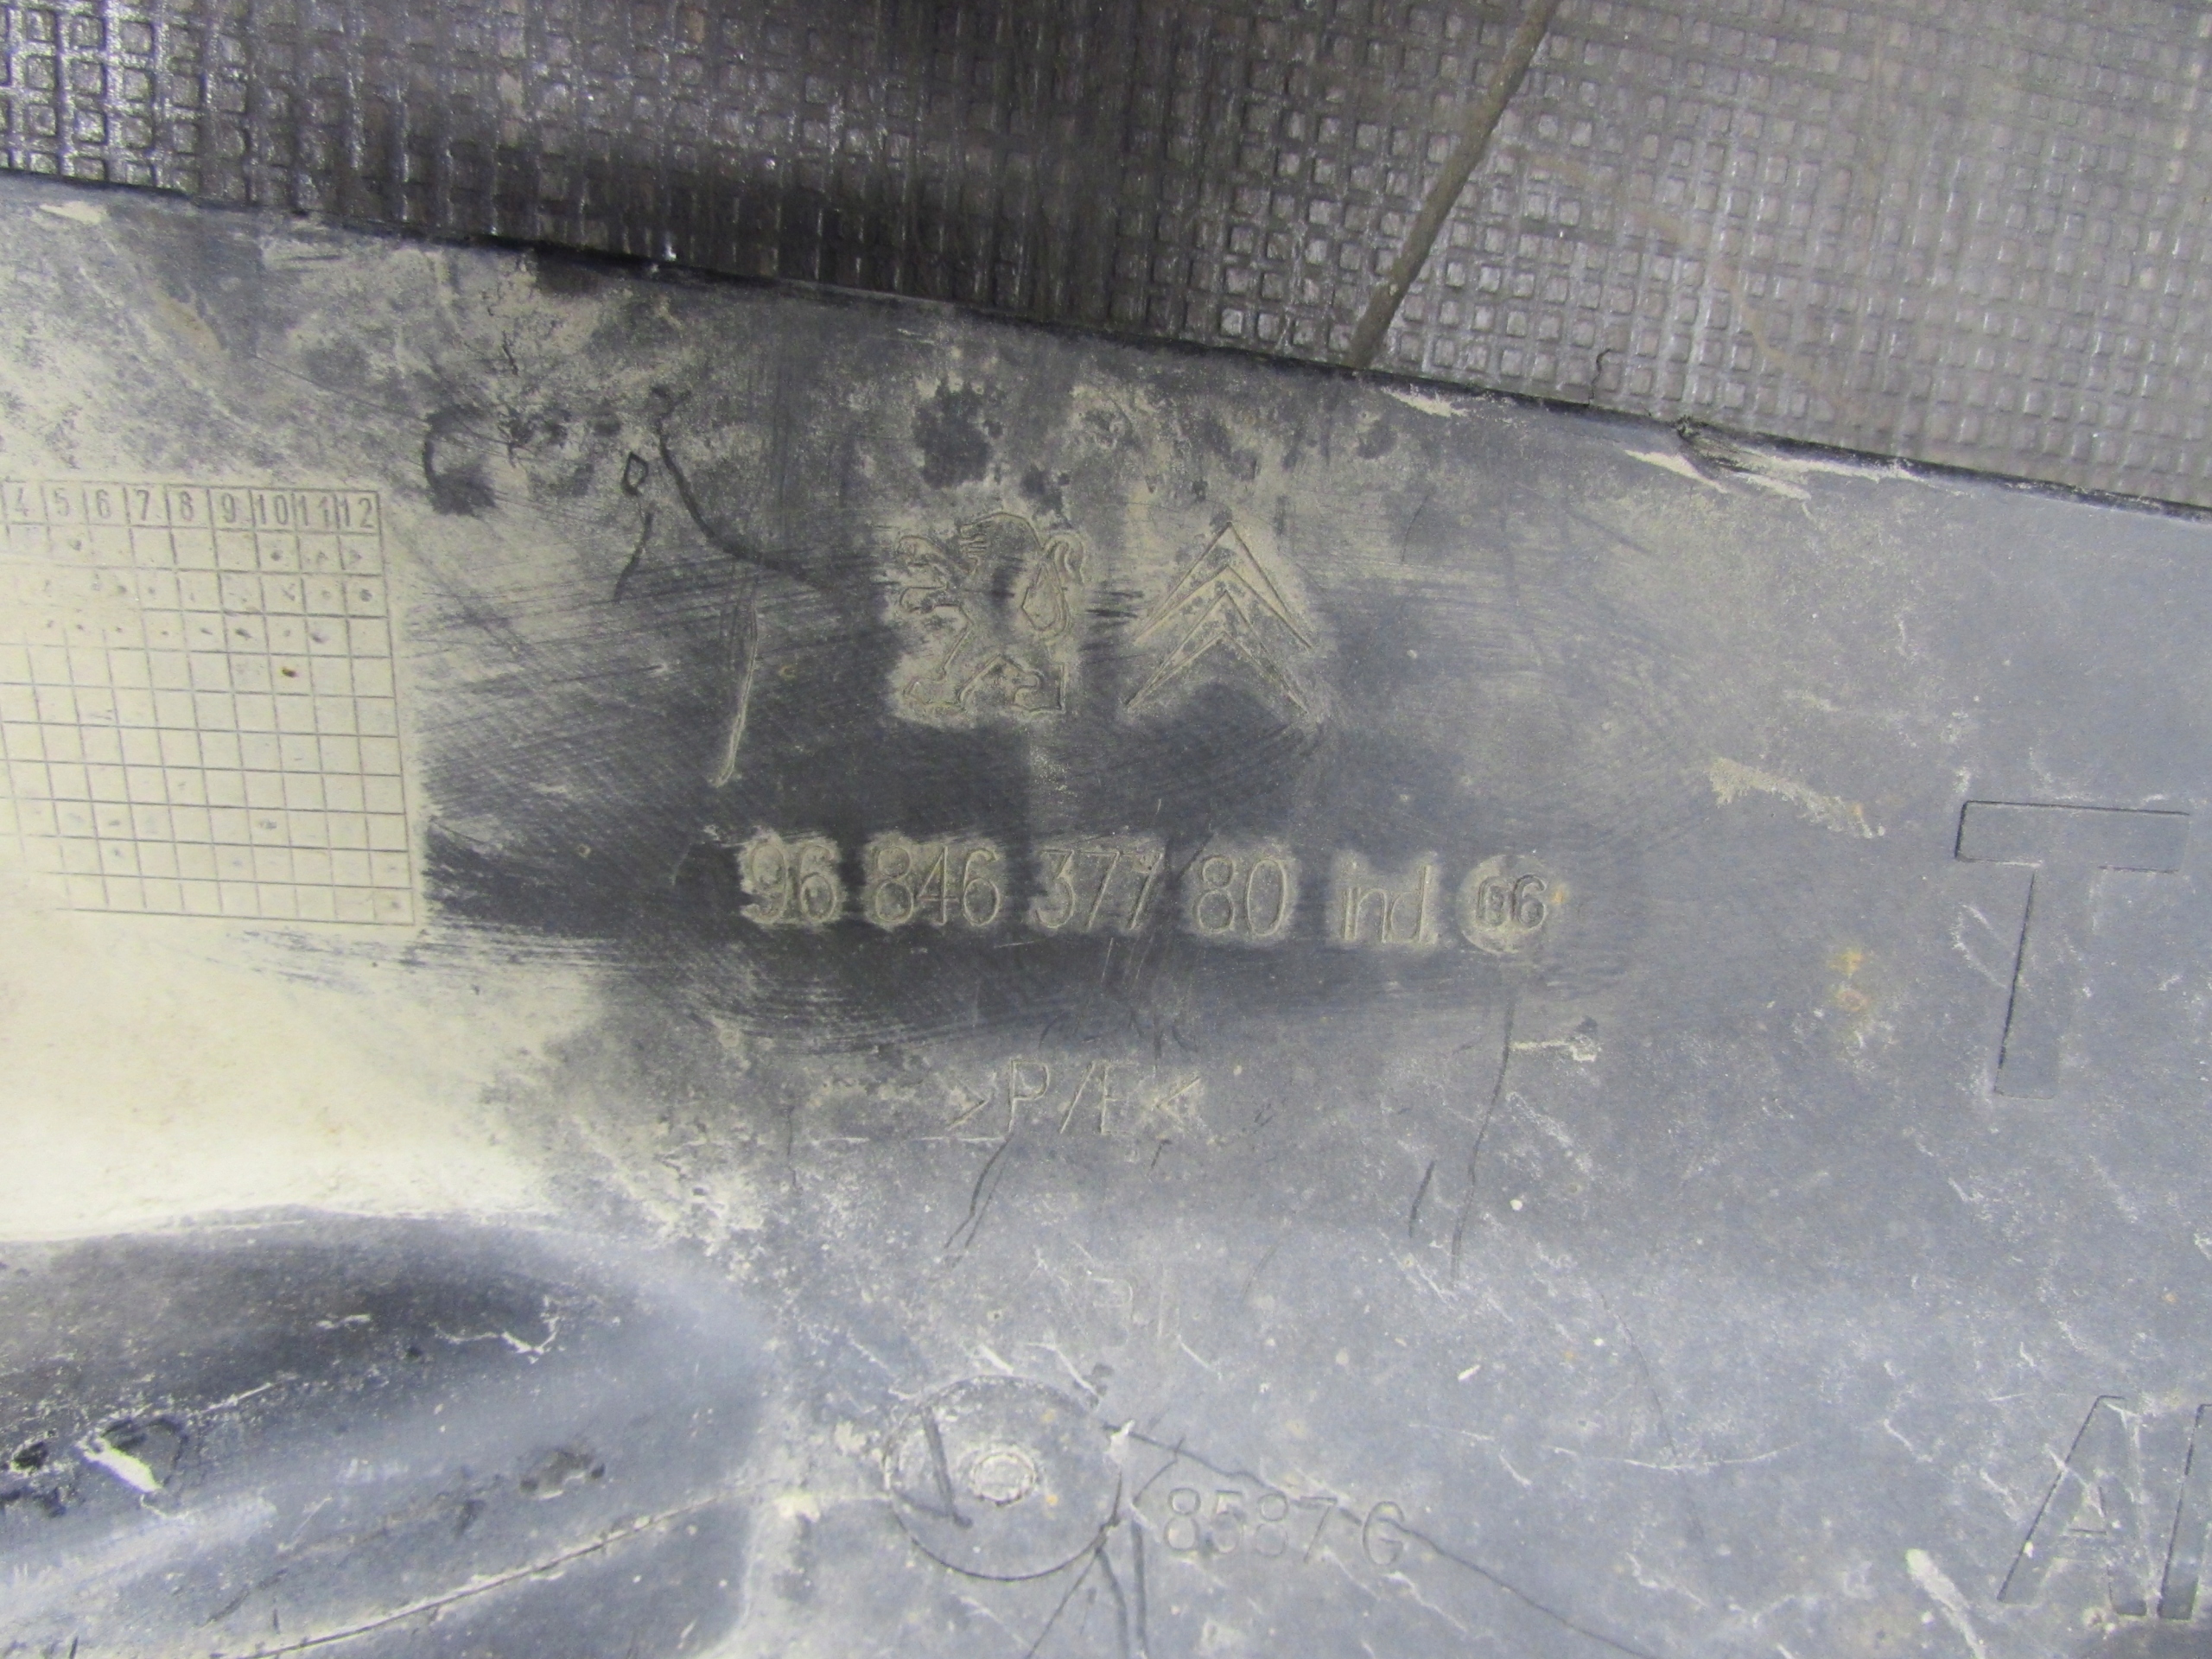 4 5 6 7 8 9 10 11 12
96 846 377 80 ind 06
>P/E<
T
8587 G